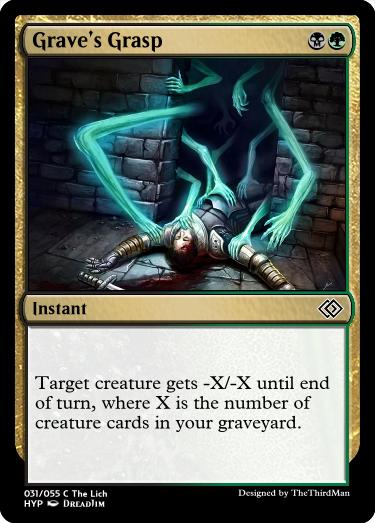 Grave's Grasp
Instant
Target creature gets -X/-X until end
of turn, where X is the number of
creature cards in your graveyard.
031/055 C The Lich
HYP DreadJim
Designed by TheThirdMan